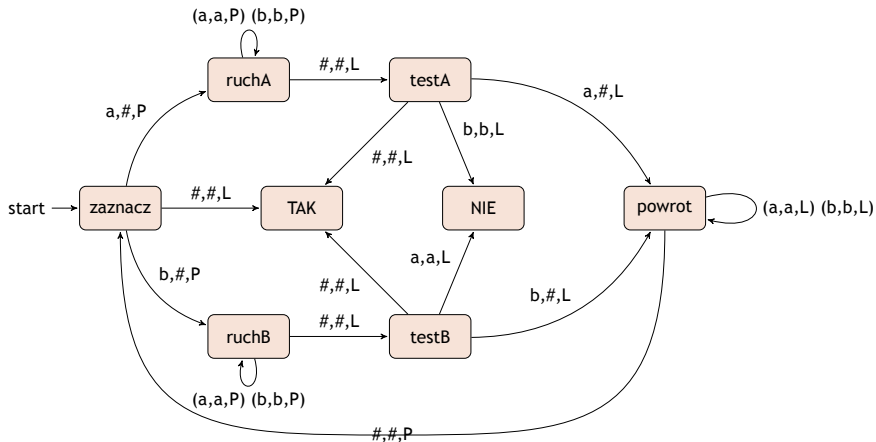 (a,a,P) (b,b,P)
ruchA
#,#,L
testA
a,#,L
a,#,P
b,b,L
#,#,L
start
zaznacz
#,#,L
TAK
NIE
powrot
(a,a,L) (b,b,L)
b,#,P
#,#,L
a,a,L
b,#,L
ruchB
#,#,L
testB
(a,a,P) (b,b,P)
#,#,P